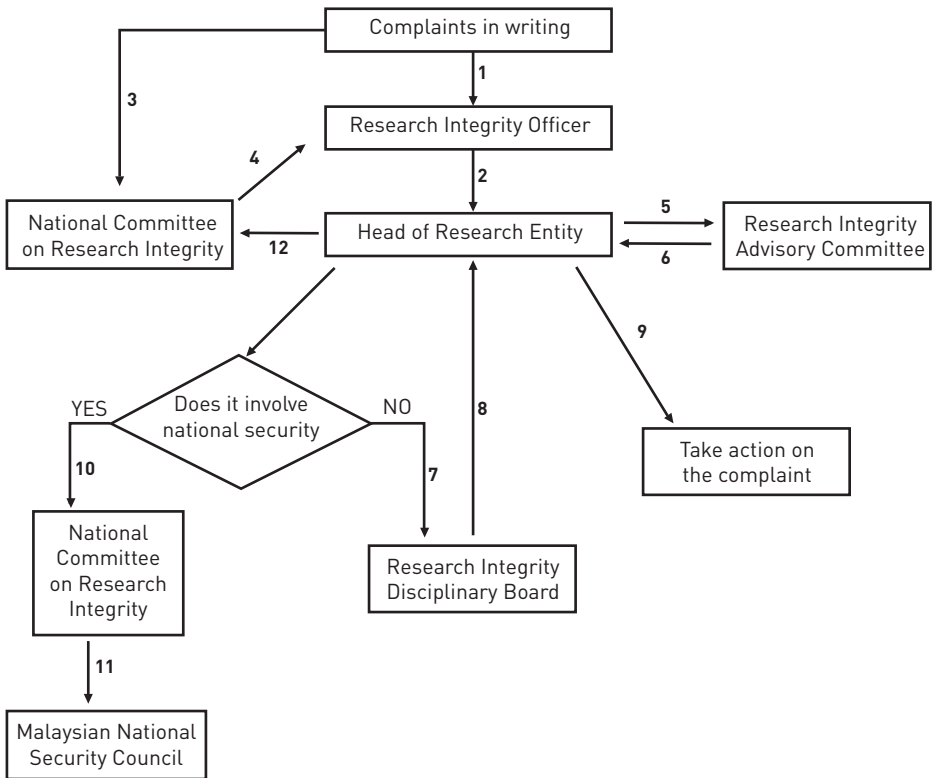 Complaints in writing
1
3
Research Integrity Officer
4
2
National Committee
on Research Integrity
12
Head of Research Entity
5
6
Research Integrity
Advisory Committee
9
YES
Does it involve
national security
NO
8
10
7
Take action on
the complaint
National
Committee
on Research
Integrity
Research Integrity
Disciplinary Board
11
Malaysian National
Security Council